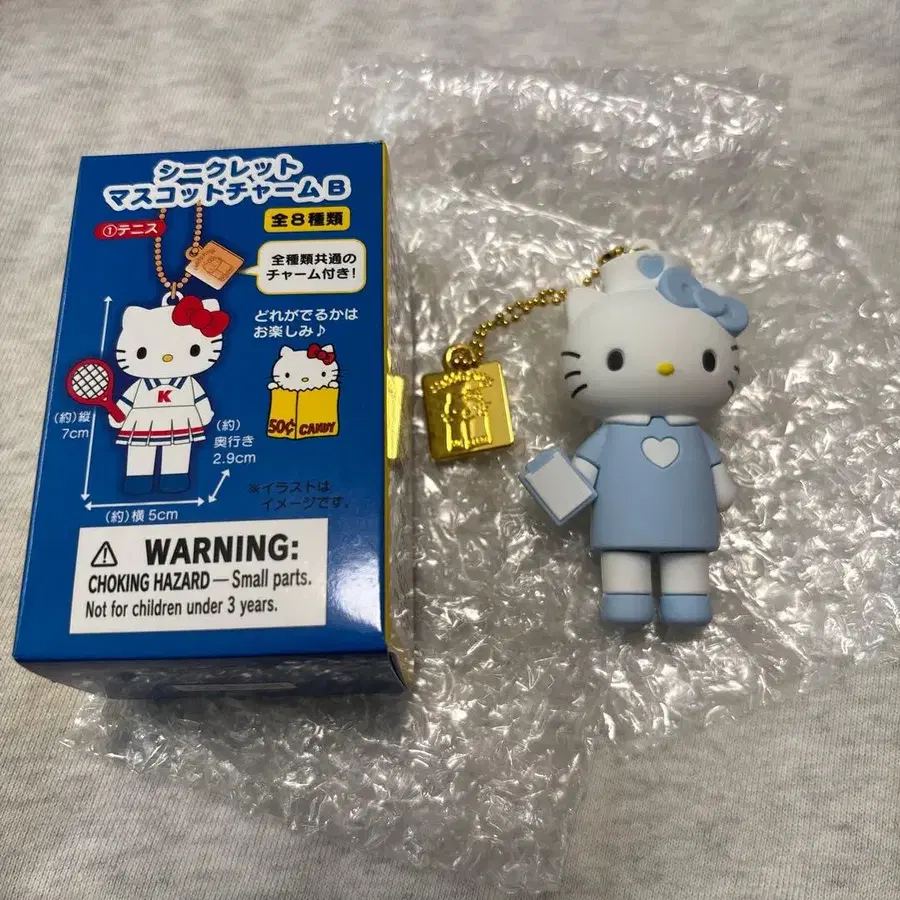 シークレット
マスコットチャーム B
全8種類
①テニス
全種類共通の
チャーム付き!
どれがでるかは
お楽しみ♪
K
50¢ CANDY
(約)縦
7cm
(約)
奥行き
2.9cm
(約)横5cm
※イラストは
イメージです。
WARNING:
CHOKING HAZARD — Small parts.
Not for children under 3 years.